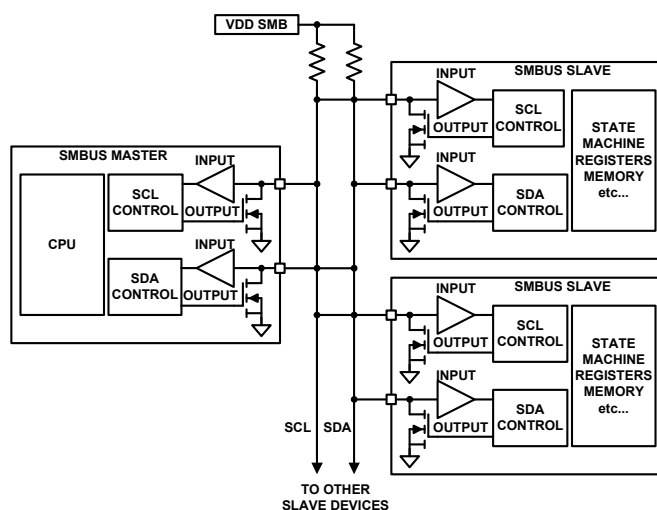 VDD SMB
SMBUS MASTER
CPU
SCL
CONTROL
INPUT
OUTPUT
SDA
CONTROL
INPUT
OUTPUT
SMBUS SLAVE
INPUT
OUTPUT
SCL
CONTROL
INPUT
OUTPUT
SDA
CONTROL
STATE
MACHINE
REGISTERS
MEMORY
etc...
SMBUS SLAVE
INPUT
OUTPUT
SCL
CONTROL
INPUT
OUTPUT
SDA
CONTROL
STATE
MACHINE
REGISTERS
MEMORY
etc...
SCL
SDA
TO OTHER
SLAVE DEVICES